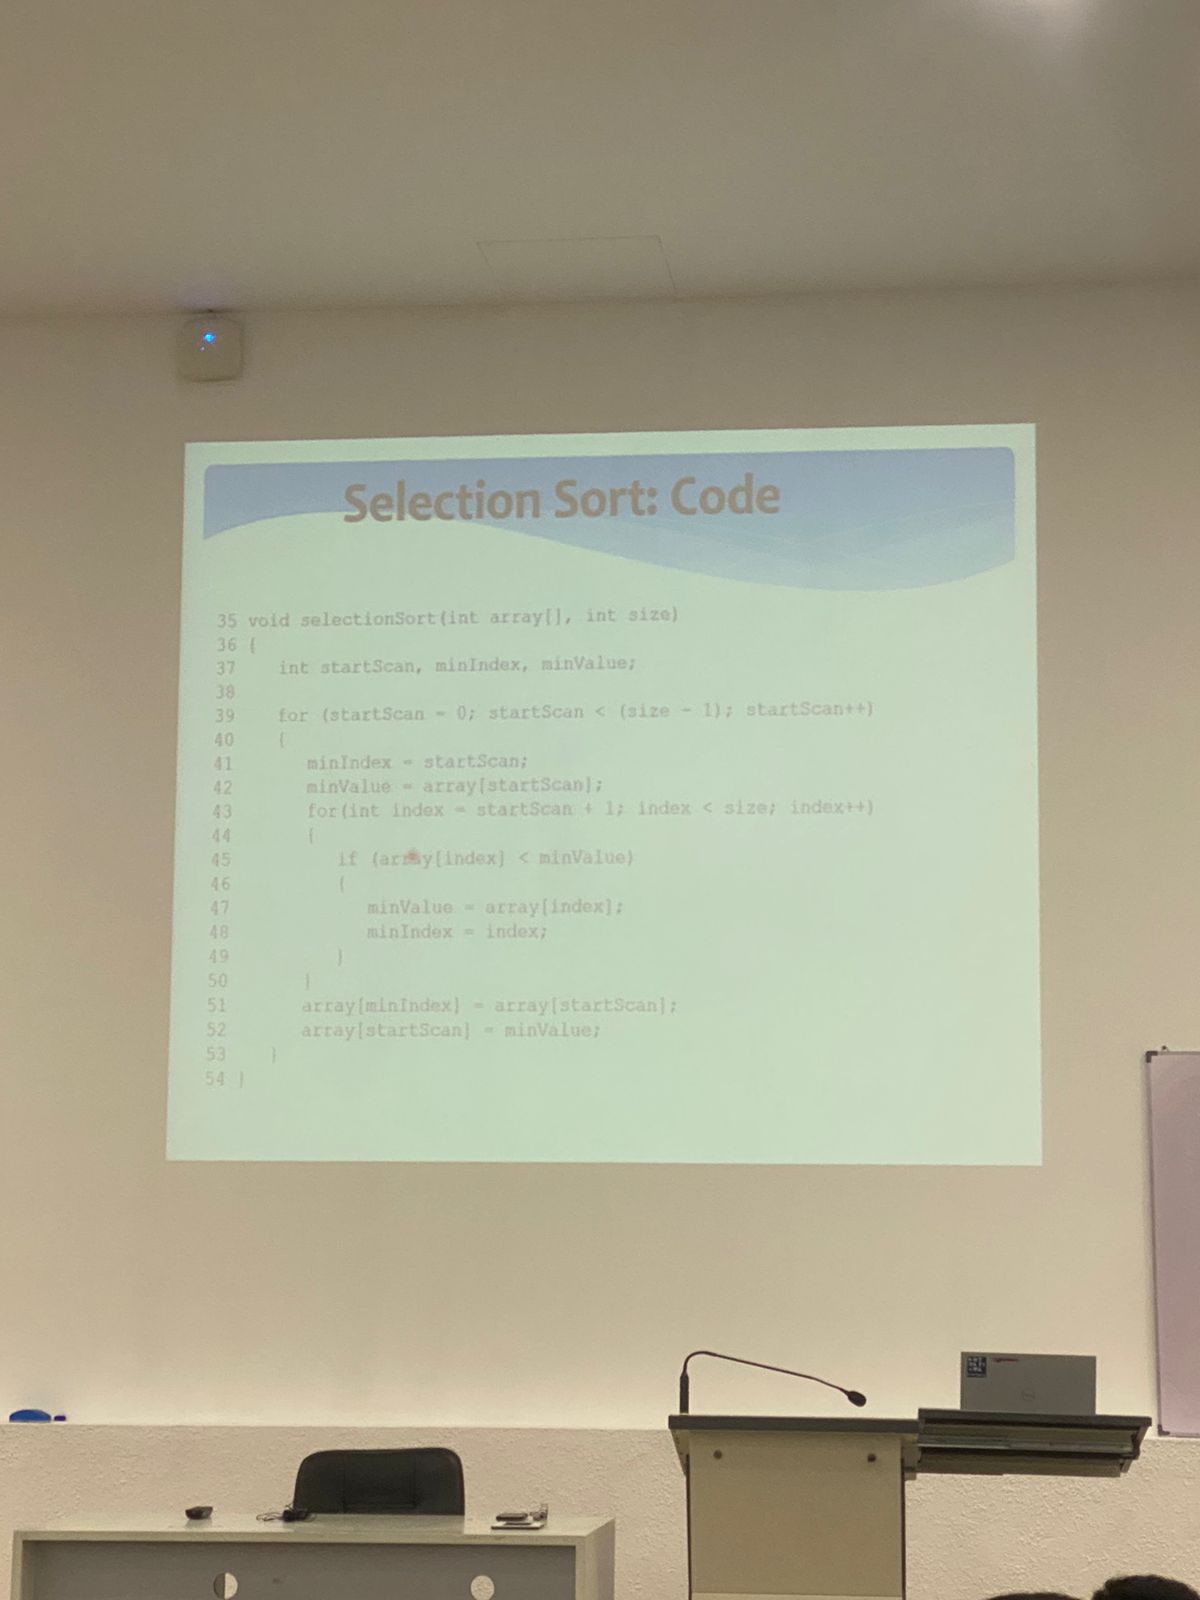 Selection Sort: Code
35 void selectionSort(int array[], int size)
36 {
37 int startScan, minIndex, minValue;
38
39 for (startScan = 0; startScan < (size - 1); startScan++)
40 {
41 minIndex = startScan;
42 minValue = array[startScan];
43 for(int index = startScan + 1; index < size; index++)
44 {
45 if (array[index] < minValue)
46 {
47 minValue = array[index];
48 minIndex = index;
49 }
50 }
51 array[minIndex] = array[startScan];
52 array[startScan] = minValue;
53 }
54 }